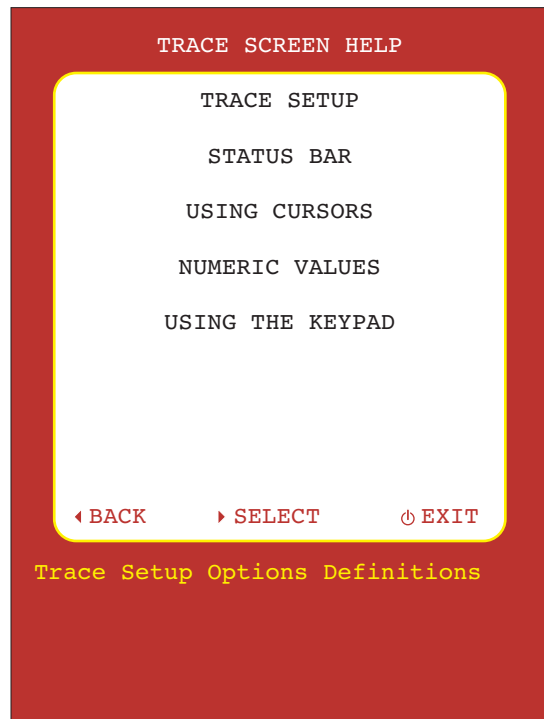 TRACE SCREEN HELP
TRACE SETUP
STATUS BAR
USING CURSORS
NUMERIC VALUES
USING THE KEYPAD
BACK SELECT EXIT
Trace Setup Options Definitions